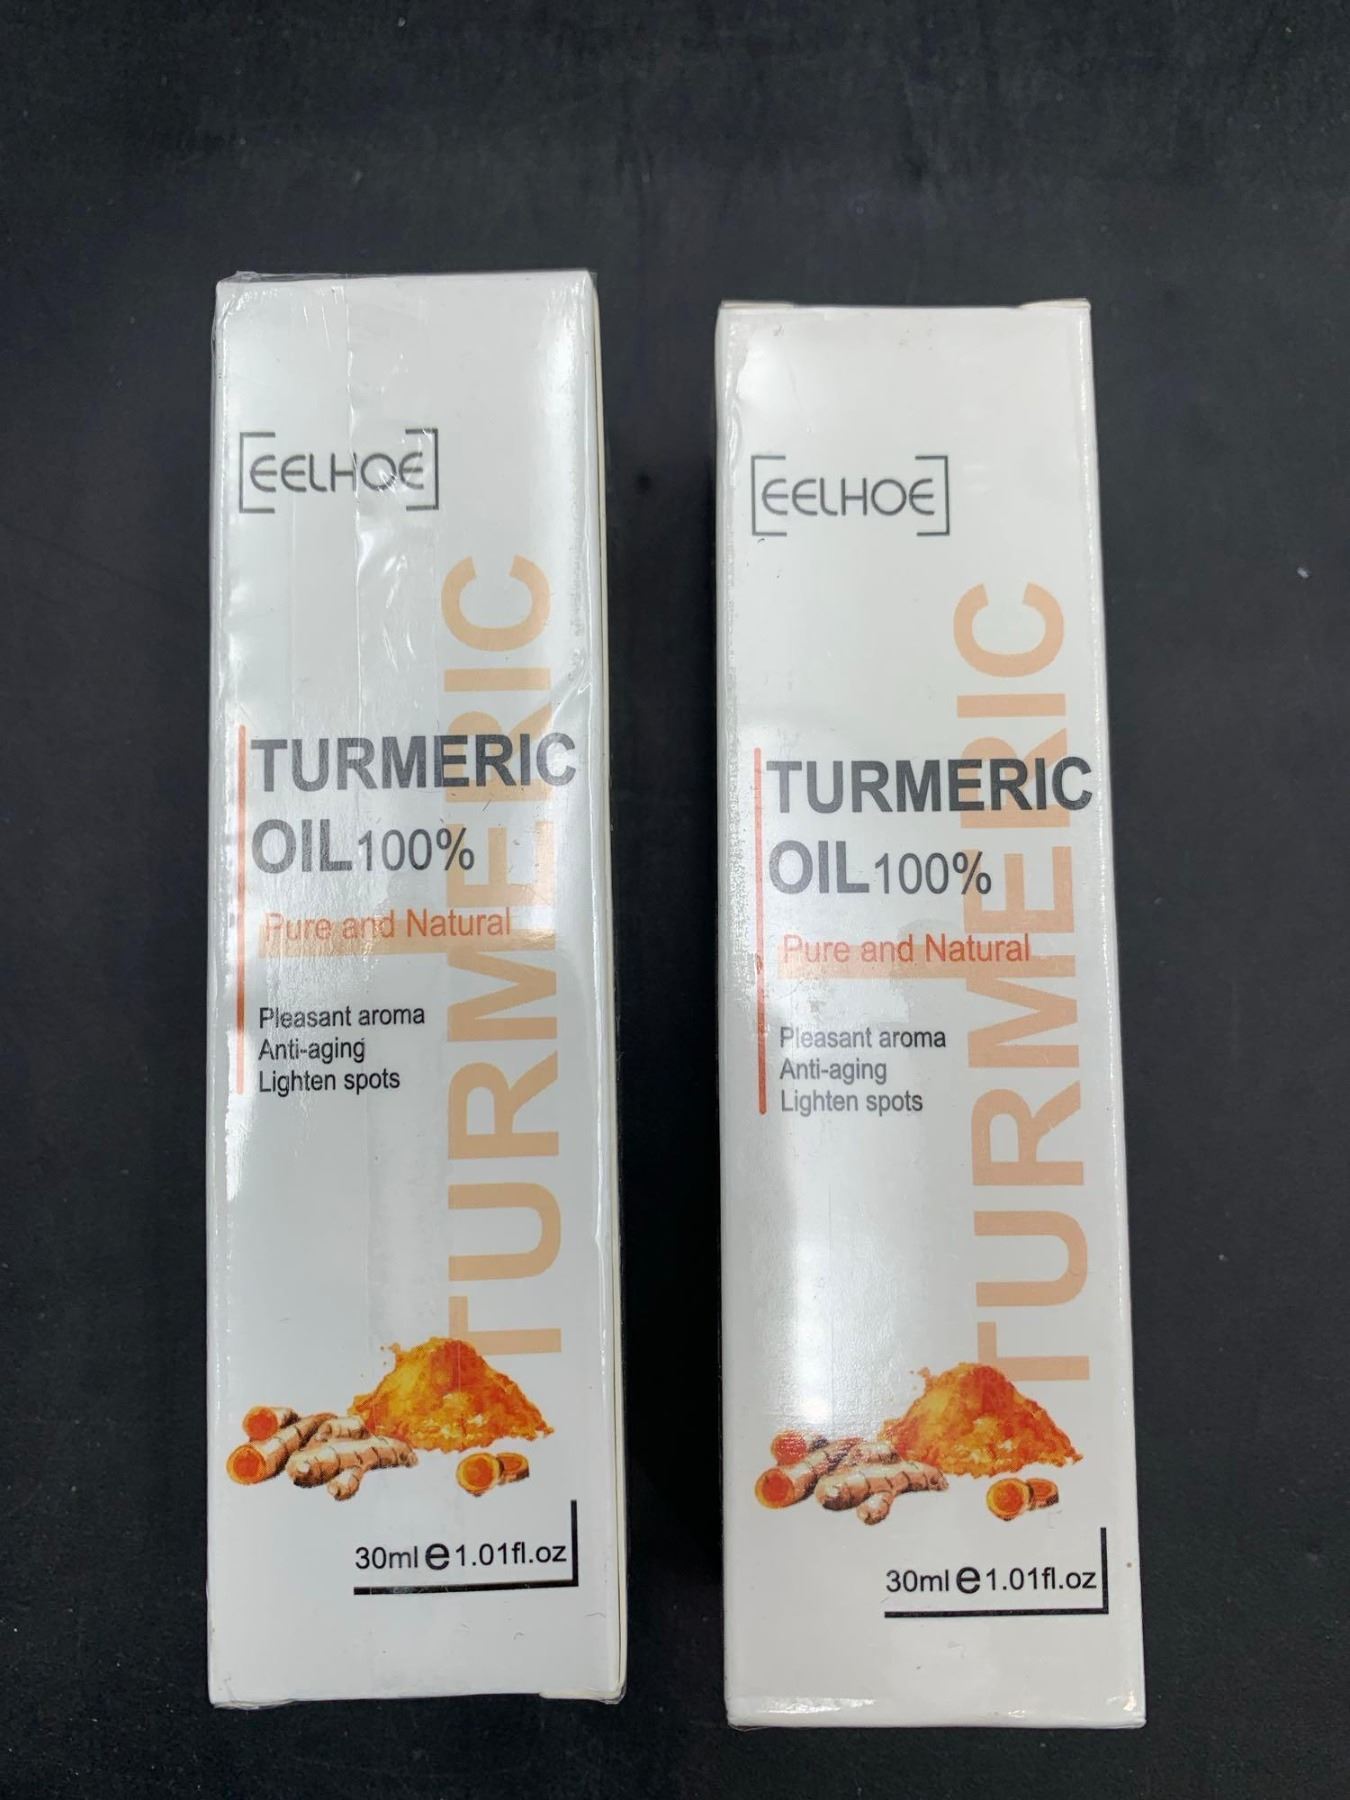 EELHOE
TURMERIC
TURMERIC
OIL 100%
Pure and Natural
Pleasant aroma
Anti-aging
Lighten spots
30ml e 1.01fl.oz
EELHOE
TURMERIC
TURMERIC
OIL 100%
Pure and Natural
Pleasant aroma
Anti-aging
Lighten spots
30ml e 1.01fl.oz